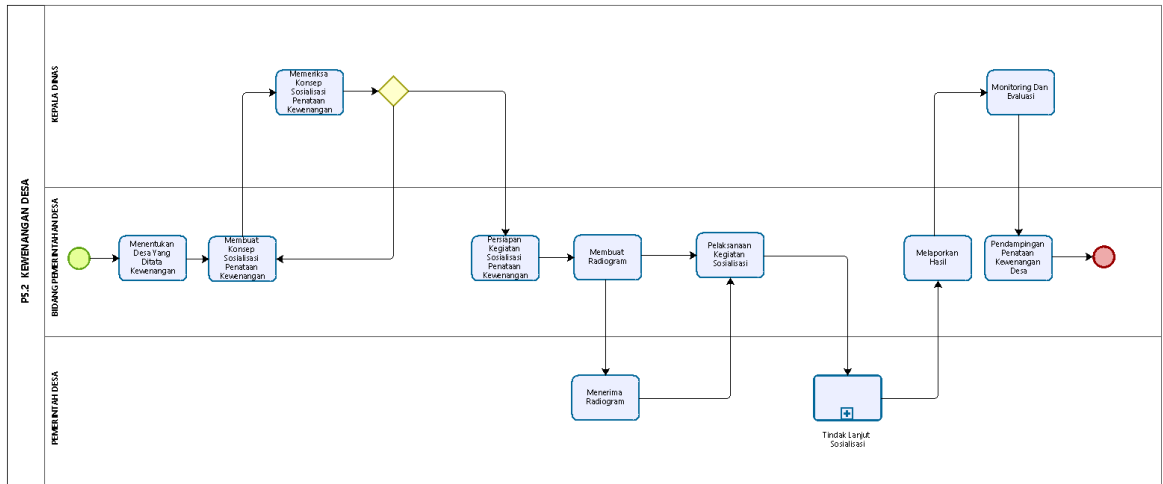 P5.2 KEWENANGAN DESA
KEPALA DINAS
Memeriksa
Konsep
Sosialisasi
Penataan
Kewenangan
Monitoring Dan
Evaluasi
BIDANG PEMERINTAHAN DESA
Menentukan
Desa Yang
Ditata
Kewenangan
Membuat
Konsep
Sosialisasi
Penataan
Kewenangan
Persiapan
Kegiatan
Sosialisasi
Penataan
Kewenangan
Membuat
Radiogram
Pelaksanaan
Kegiatan
Sosialisasi
Melaporkan
Hasil
Pendampingan
Penataan
Kewenangan
Desa
PEMERINTAH DESA
Menerima
Radiogram
Tindak Lanjut
Sosialisasi